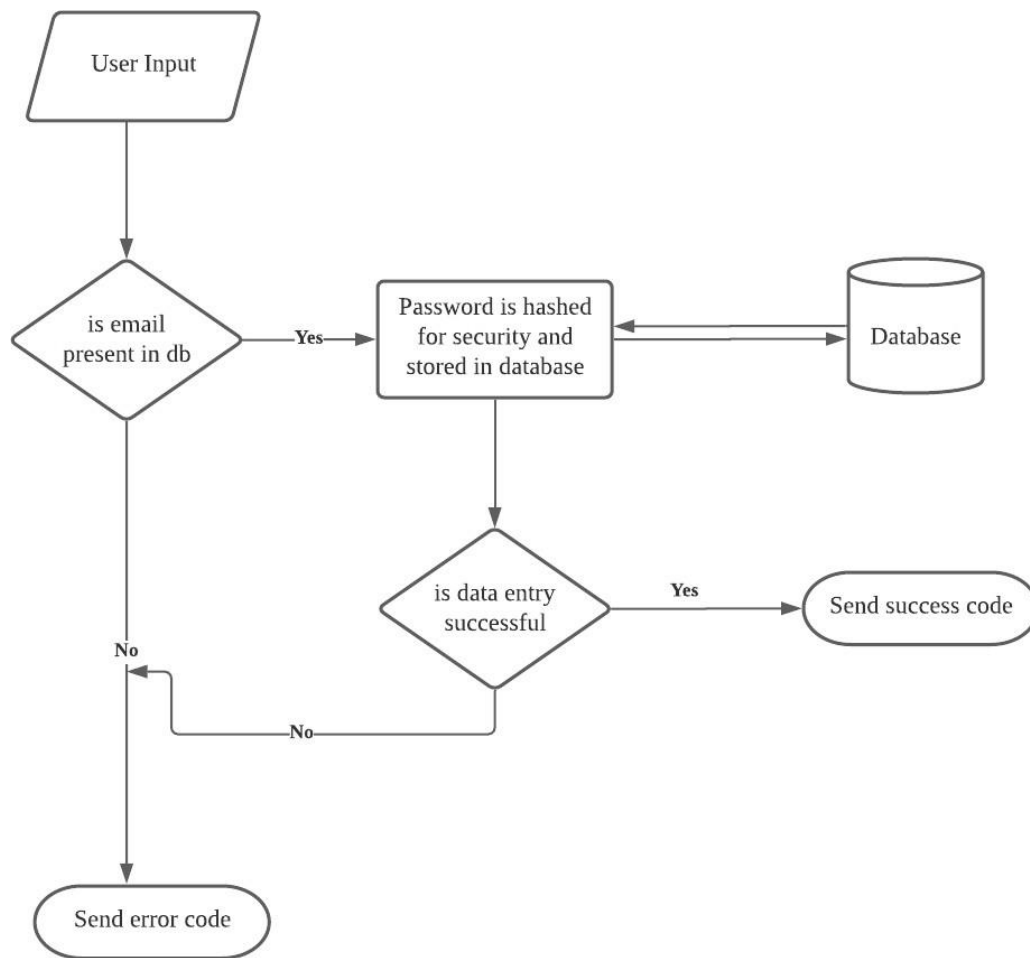 User Input
is email
present in db
Yes
Password is hashed
for security and
stored in database
Database
is data entry
successful
Yes
Send success code
No
No
Send error code